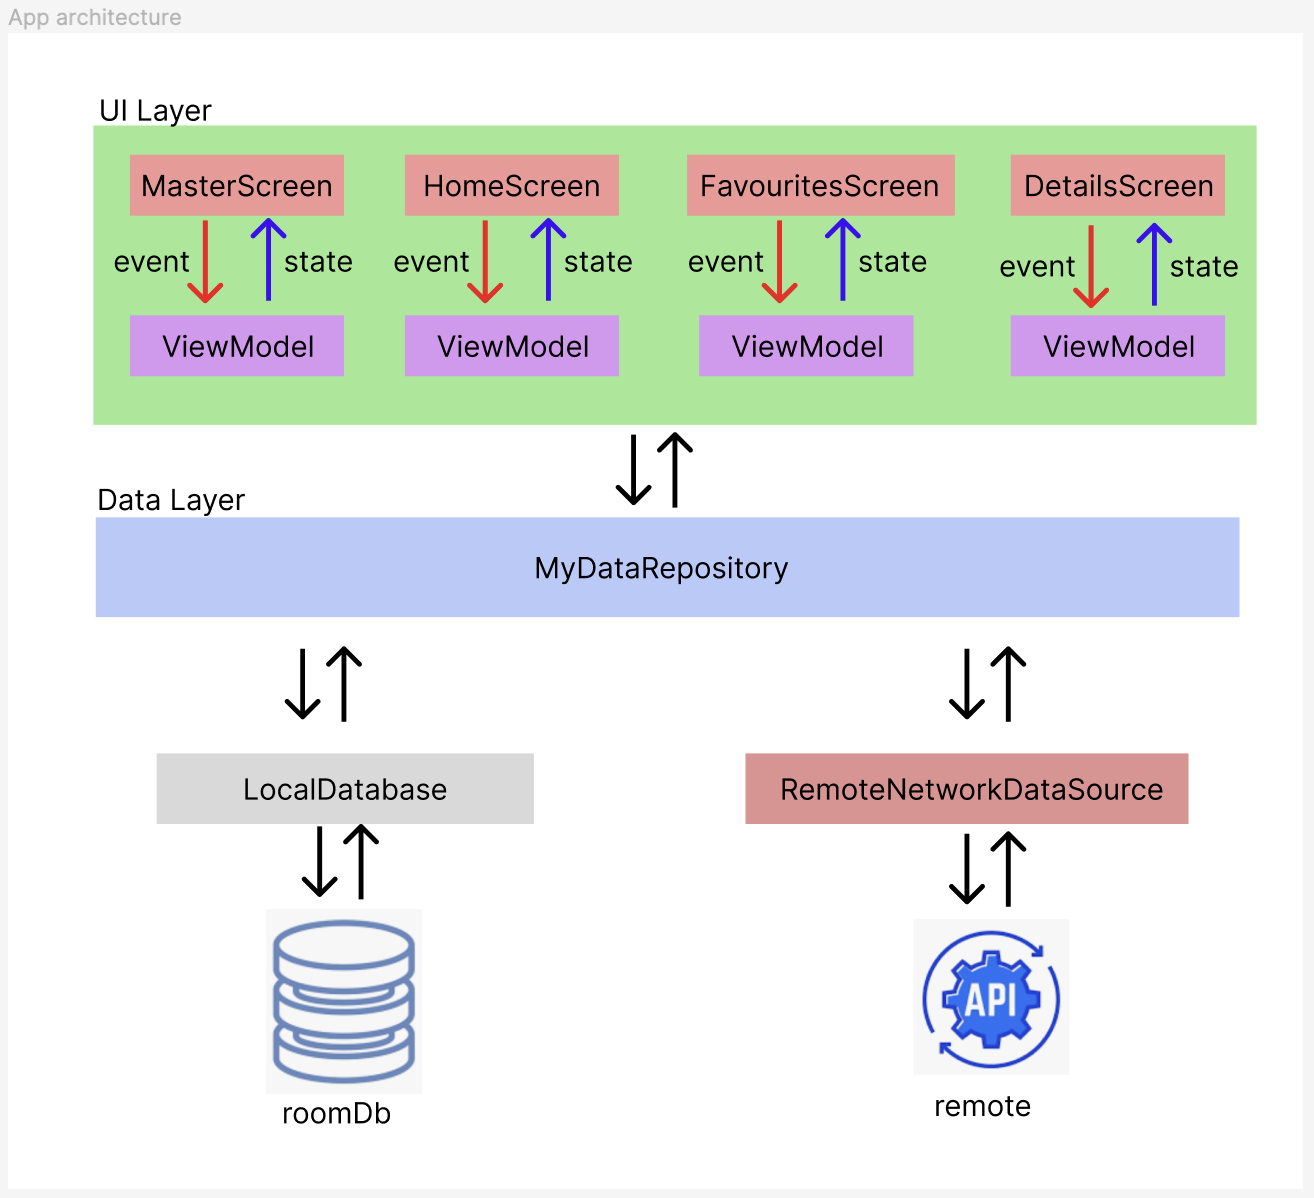 App architecture
UI Layer
MasterScreen
HomeScreen
FavouritesScreen
DetailsScreen
event
state
event
state
event
state
event
state
ViewModel
ViewModel
ViewModel
ViewModel
Data Layer
MyDataRepository
LocalDatabase
RemoteNetworkDataSource
API
roomDb
remote